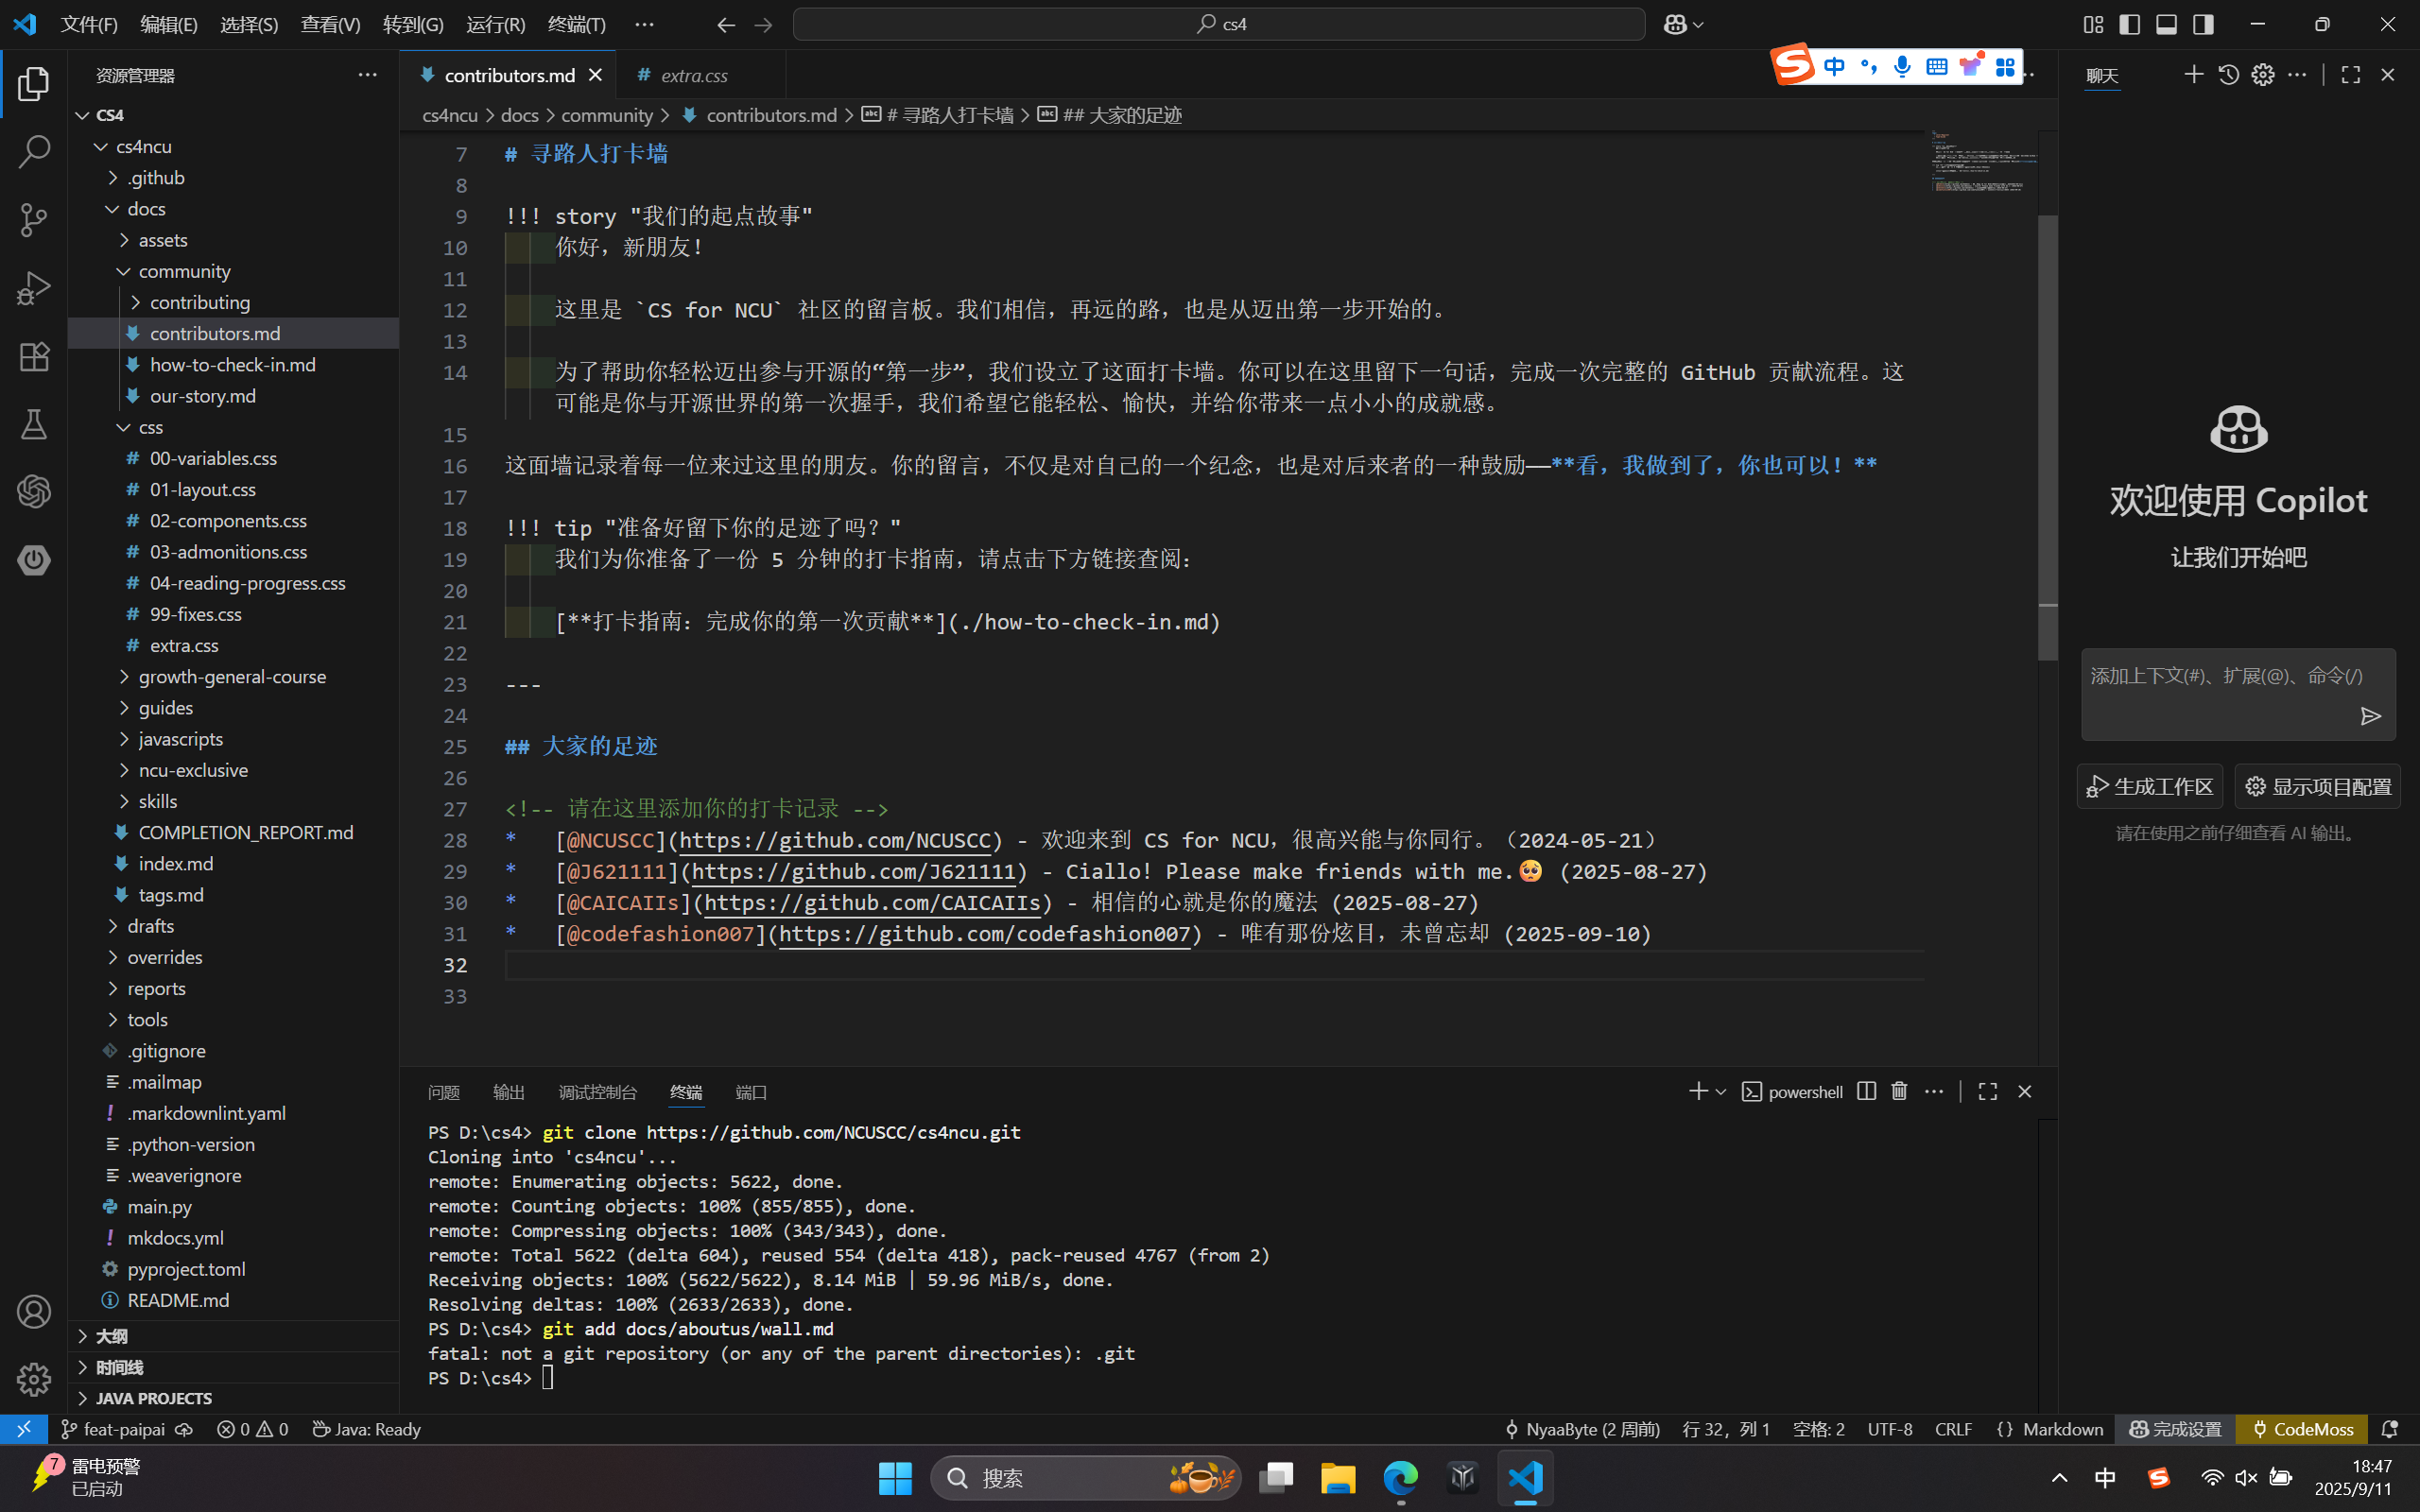 文件(F) 编辑(E) 选择(S) 查看(V) 转到(G) 运行(R) 终端(T) ··· cs4
资源管理器 ···
CS4
cs4ncu
.github
docs
assets
community
contributing
contributors.md
how-to-check-in.md
our-story.md
css
# 00-variables.css
# 01-layout.css
# 02-components.css
# 03-admonitions.css
# 04-reading-progress.css
# 99-fixes.css
# extra.css
growth-general-course
guides
javascripts
ncu-exclusive
skills
COMPLETION_REPORT.md
index.md
tags.md
drafts
overrides
reports
tools
.gitignore
.mailmap
! .markdownlint.yaml
.python-version
.weaverignore
main.py
! mkdocs.yml
pyproject.toml
README.md
大纲
时间线
JAVA PROJECTS
contributors.md # extra.css
中
cs4ncu > docs > community > contributors.md > # 寻路人打卡墙 > ## 大家的足迹
7 # 寻路人打卡墙
8
9 !!! story "我们的起点故事"
10 你好，新朋友！
11
12 这里是 `CS for NCU` 社区的留言板。我们相信，再远的路，也是从迈出第一步开始的。
13
14 为了帮助你轻松迈出参与开源的“第一步”，我们设立了这面打卡墙。你可以在这里留下一句话，完成一次完整的 GitHub 贡献流程。这
可能是你与开源世界的第一次握手，我们希望它能轻松、愉快，并给你带来一点小小的成就感。
15
16 这面墙记录着每一位来过这里的朋友。你的留言，不仅是对自己的一个纪念，也是对后来者的一种鼓励—**看，我做到了，你也可以！**
17
18 !!! tip "准备好留下你的足迹了吗？"
19 我们为你准备了一份 5 分钟的打卡指南，请点击下方链接查阅：
20
21 [**打卡指南：完成你的第一次贡献**](./how-to-check-in.md)
22
23 ---
24
25 ## 大家的足迹
26
27 <!-- 请在这里添加你的打卡记录 -->
28 * [@NCUSCC](https://github.com/NCUSCC) - 欢迎来到 CS for NCU，很高兴能与你同行。（2024-05-21）
29 * [@J621111](https://github.com/J621111) - Ciallo! Please make friends with me.🥺 (2025-08-27)
30 * [@CAICAIIs](https://github.com/CAICAIIs) - 相信的心就是你的魔法 (2025-08-27)
31 * [@codefashion007](https://github.com/codefashion007) - 唯有那份炫目，未曾忘却 (2025-09-10)
32
33
问题 输出 调试控制台 终端 端口 powershell
PS D:\cs4> git clone https://github.com/NCUSCC/cs4ncu.git
Cloning into 'cs4ncu'...
remote: Enumerating objects: 5622, done.
remote: Counting objects: 100% (855/855), done.
remote: Compressing objects: 100% (343/343), done.
remote: Total 5622 (delta 604), reused 554 (delta 418), pack-reused 4767 (from 2)
Receiving objects: 100% (5622/5622), 8.14 MiB | 59.96 MiB/s, done.
Resolving deltas: 100% (2633/2633), done.
PS D:\cs4> git add docs/aboutus/wall.md
fatal: not a git repository (or any of the parent directories): .git
PS D:\cs4>
聊天
欢迎使用 Copilot
让我们开始吧
添加上下文(#)、扩展(@)、命令(/)
生成工作区 显示项目配置
请在使用之前仔细查看 AI 输出。
feat-paipai 0 0 Java: Ready NyaaByte (2 周前) 行 32，列 1 空格: 2 UTF-8 CRLF {} Markdown 完成设置 CodeMoss
7 雷电预警
已启动
搜索
中
18:47
2025/9/11